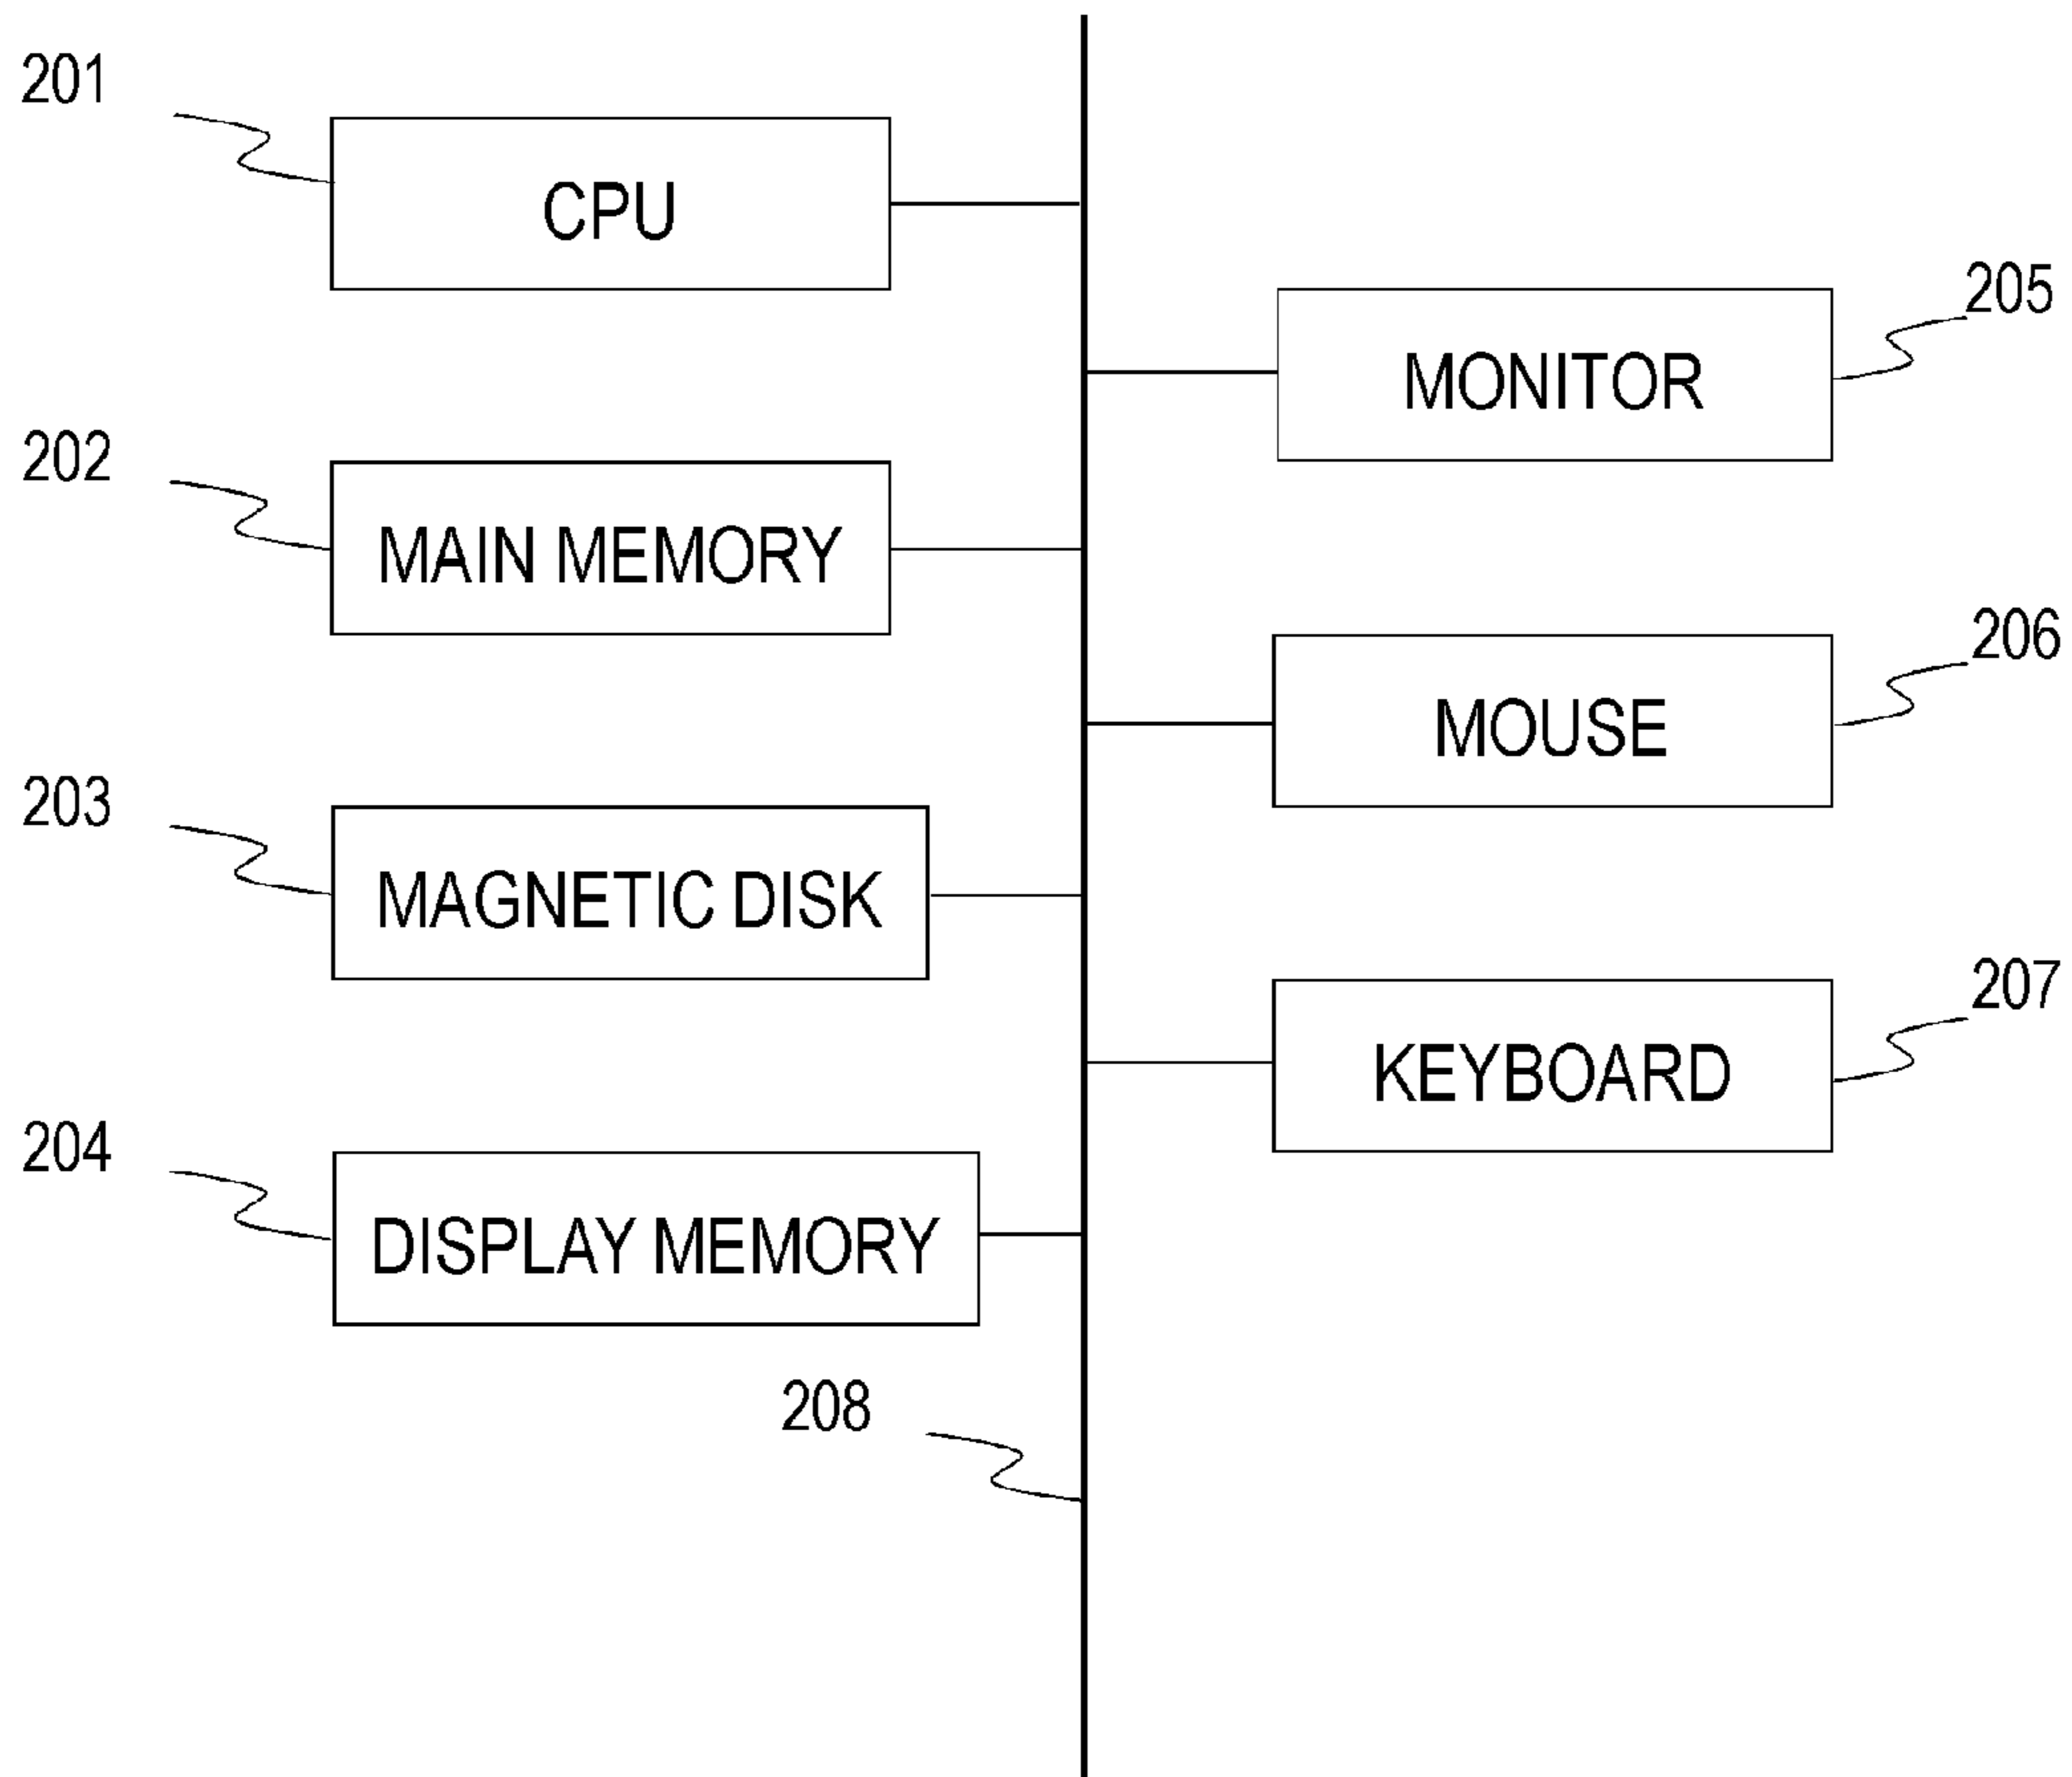 201
CPU
205
MONITOR
202
MAIN MEMORY
206
MOUSE
203
MAGNETIC DISK
207
KEYBOARD
204
DISPLAY MEMORY
208